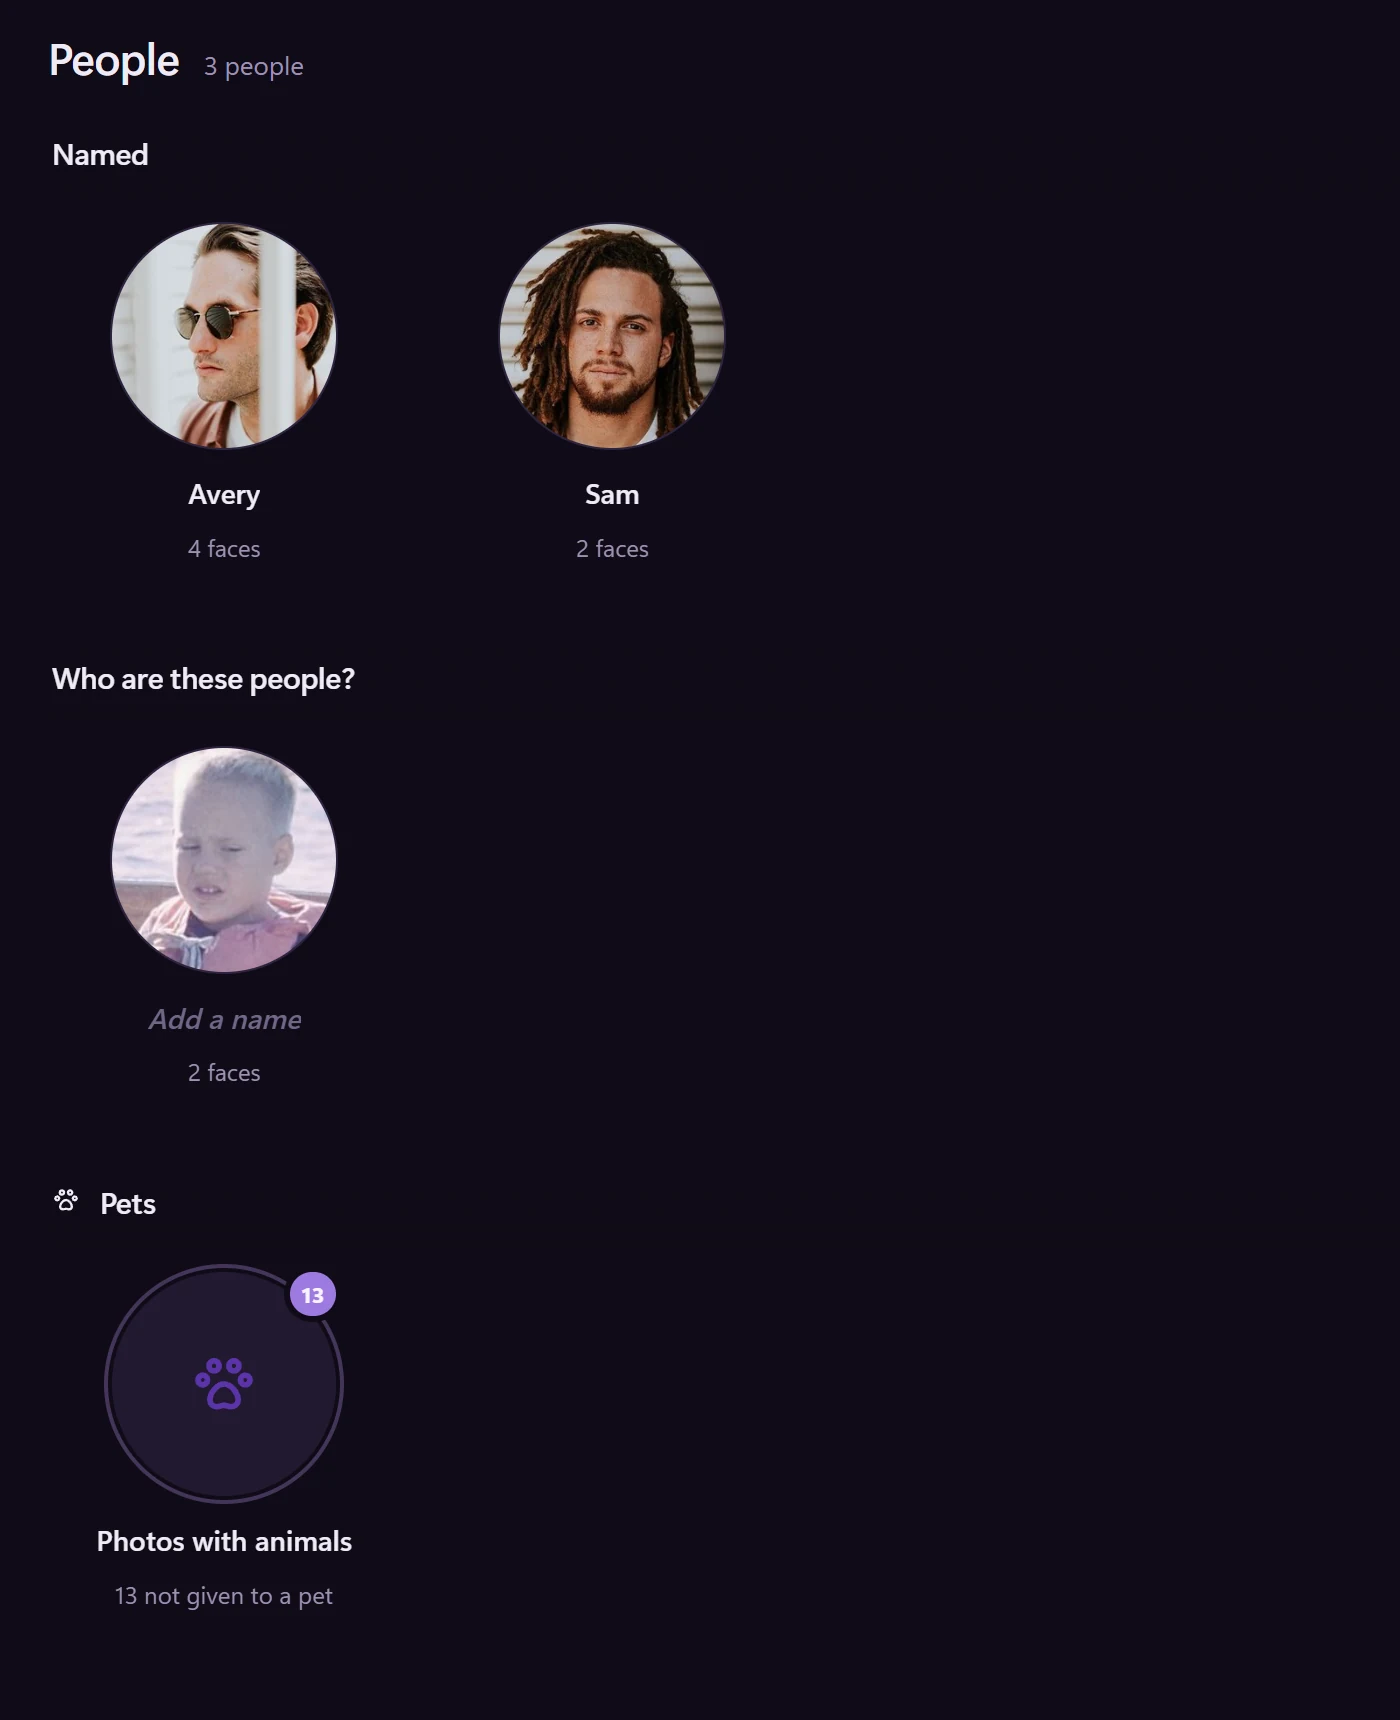 People 3 people
Named
Avery
4 faces
Sam
2 faces
Who are these people?
Add a name
2 faces
Pets
13
Photos with animals
13 not given to a pet